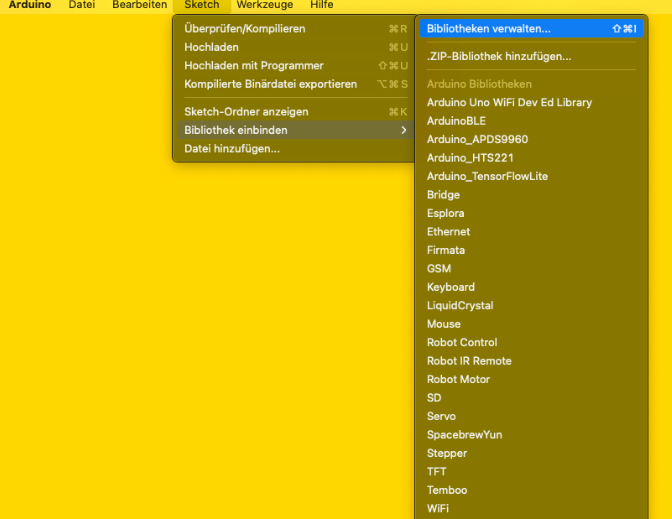 Arduino Datei Bearbeiten Sketch Werkzeuge Hilfe
Überprüfen/Kompilieren ⌘R
Hochladen ⌘U
Hochladen mit Programmer ⇧⌘U
Kompilierte Binärdatei exportieren ⌥⌘S
Sketch-Ordner anzeigen ⌘K
Bibliothek einbinden >
Datei hinzufügen...
Bibliotheken verwalten... ⇧⌘I
.ZIP-Bibliothek hinzufügen...
Arduino Bibliotheken
Arduino Uno WiFi Dev Ed Library
ArduinoBLE
Arduino_APDS9960
Arduino_HTS221
Arduino_TensorFlowLite
Bridge
Esplora
Ethernet
Firmata
GSM
Keyboard
LiquidCrystal
Mouse
Robot Control
Robot IR Remote
Robot Motor
SD
Servo
SpacebrewYun
Stepper
TFT
Temboo
WiFi